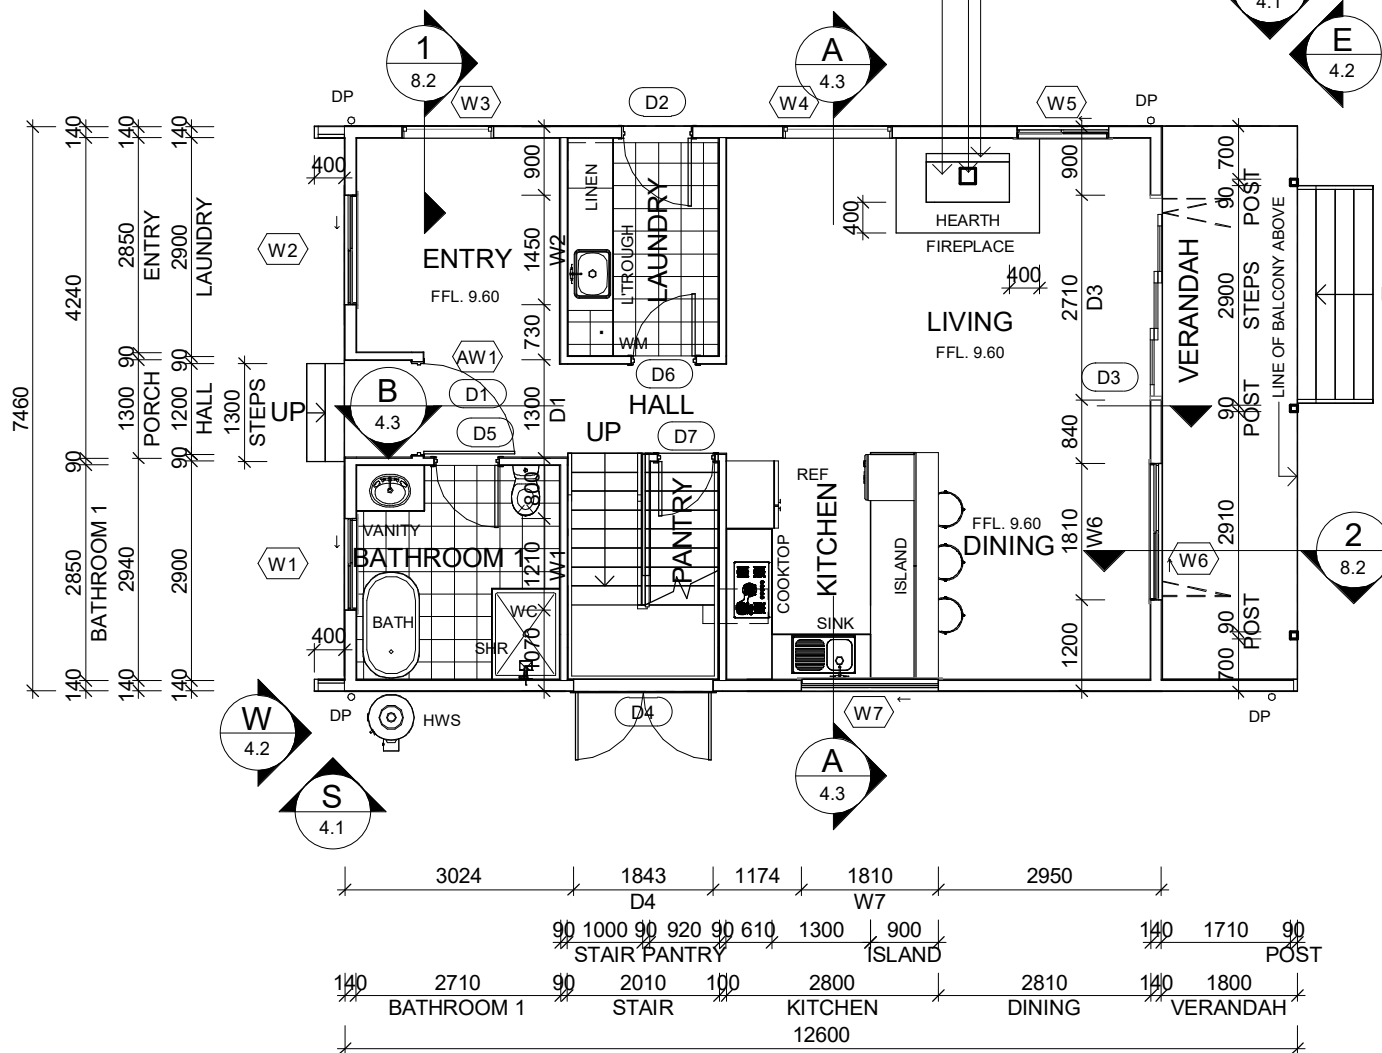 4.1
E
4.2
1
8.2
A
4.3
DP
W3
D2
W4
W5
DP
140
140
140
400
900
LINEN
LAUNDRY
L'TROUGH
WM
HEARTH
FIREPLACE
400
400
900
700
90
POST
W2
4240
2850
ENTRY
2900
LAUNDRY
ENTRY
FFL. 9.60
1450
W2
730
LIVING
FFL. 9.60
2710
D3
D3
VERANDAH
2900
STEPS
LINE OF BALCONY ABOVE
7460
90
90
1300
PORCH
1200
HALL
1300
STEPS
UP
B
4.3
AW1
D1
D5
1300
D1
D6
HALL
UP
D7
840
90
POST
90
90
2850
BATHROOM 1
2940
2900
W1
400
VANITY
BATHROOM 1
BATH
WC
SHR
1210
W1
1070
PANTRY
REF
COOKTOP
KITCHEN
SINK
ISLAND
FFL. 9.60
DINING
1810
W6
W6
1200
2910
90
POST
700
2
8.2
140
140
140
DP
HWS
D4
W7
DP
W
4.2
S
4.1
A
4.3
3024
1843
1174
1810
2950
D4
W7
90
1000
90
920
90
610
1300
900
140
1710
90
STAIR
PANTRY
ISLAND
POST
140
2710
90
2010
100
2800
2810
140
1800
BATHROOM 1
STAIR
KITCHEN
DINING
VERANDAH
12600